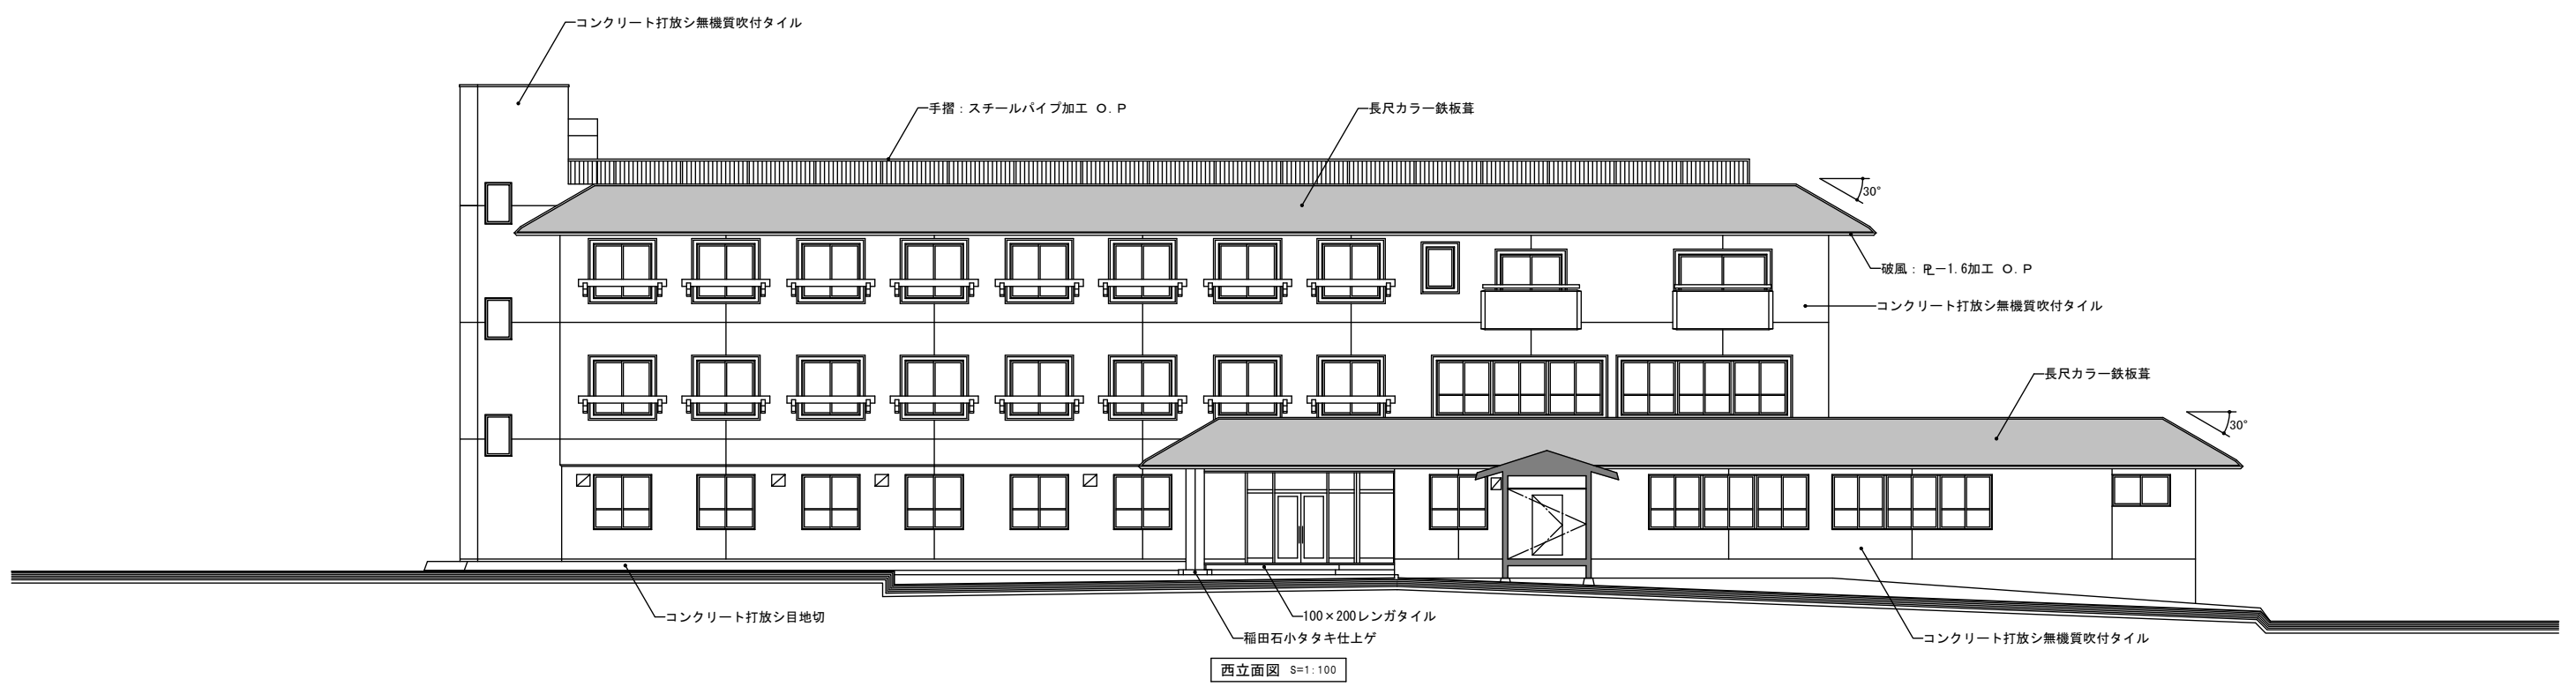 コンクリート打放シ無機質吹付タイル
手摺：スチールパイプ加工 O.P
長尺カラー鉄板葺
30°
破風：PL－1.6加工 O.P
コンクリート打放シ無機質吹付タイル
長尺カラー鉄板葺
30°
コンクリート打放シ目地切
100×200レンガタイル
稲田石小タタキ仕上ゲ
コンクリート打放シ無機質吹付タイル
西立面図 S=1:100